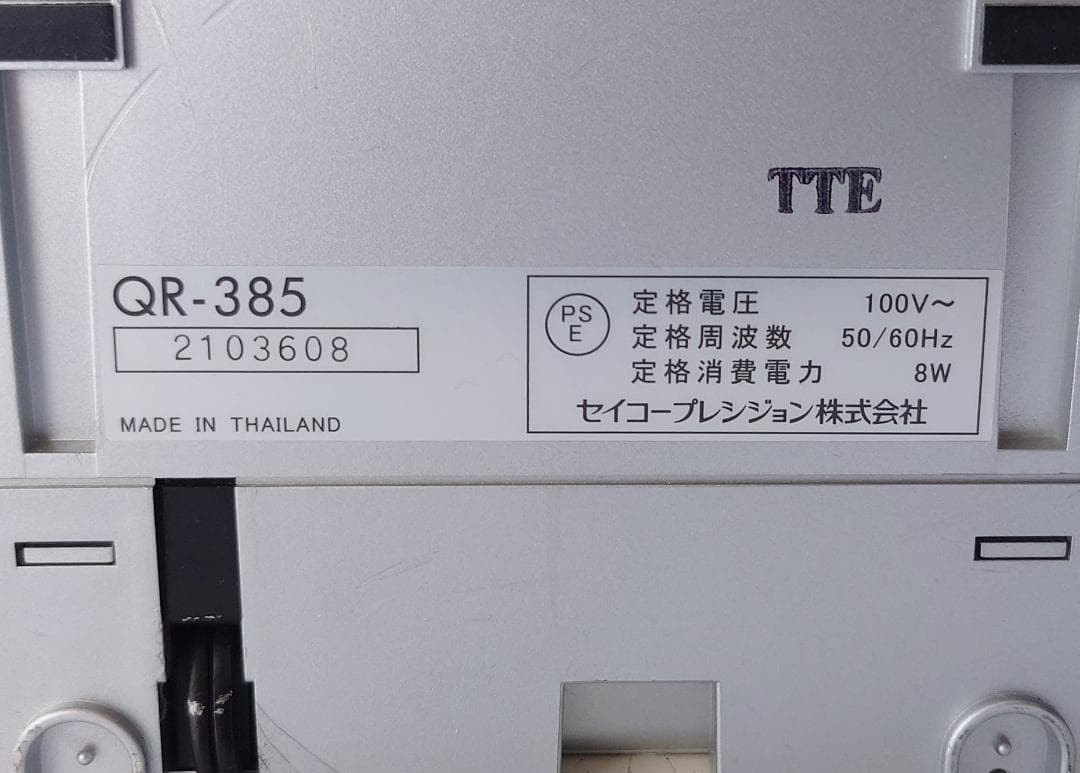 TTE
QR-385
2103608
MADE IN THAILAND
PS
E
定格電圧 100V～
定格周波数 50/60Hz
定格消費電力 8W
セイコープレシジョン株式会社